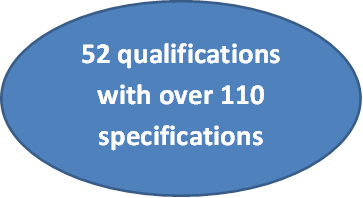 52 qualifications
with over 110
specifications